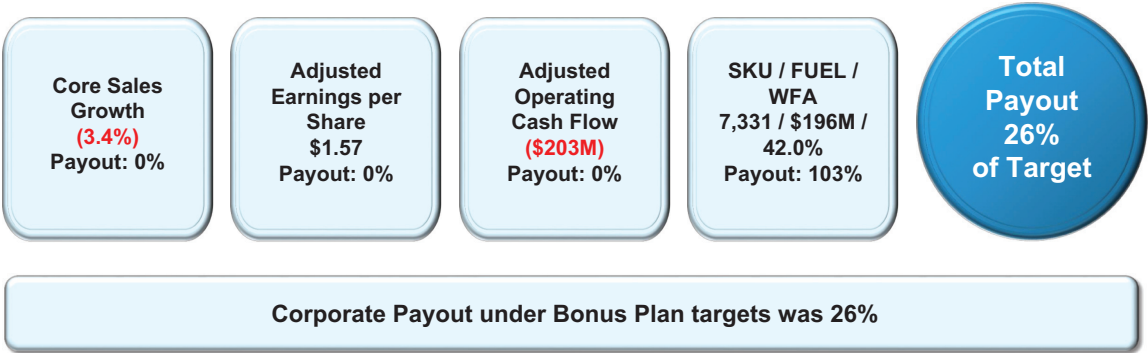 Core Sales
Growth
(3.4%)
Payout: 0%
Adjusted
Earnings per
Share
$1.57
Payout: 0%
Adjusted
Operating
Cash Flow
($203M)
Payout: 0%
SKU / FUEL /
WFA
7,331 / $196M /
42.0%
Payout: 103%
Total
Payout
26%
of Target
Corporate Payout under Bonus Plan targets was 26%